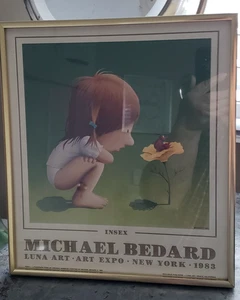 INSEX
MICHAEL BEDARD
LUNA ART · ART EXPO · NEW YORK · 1983